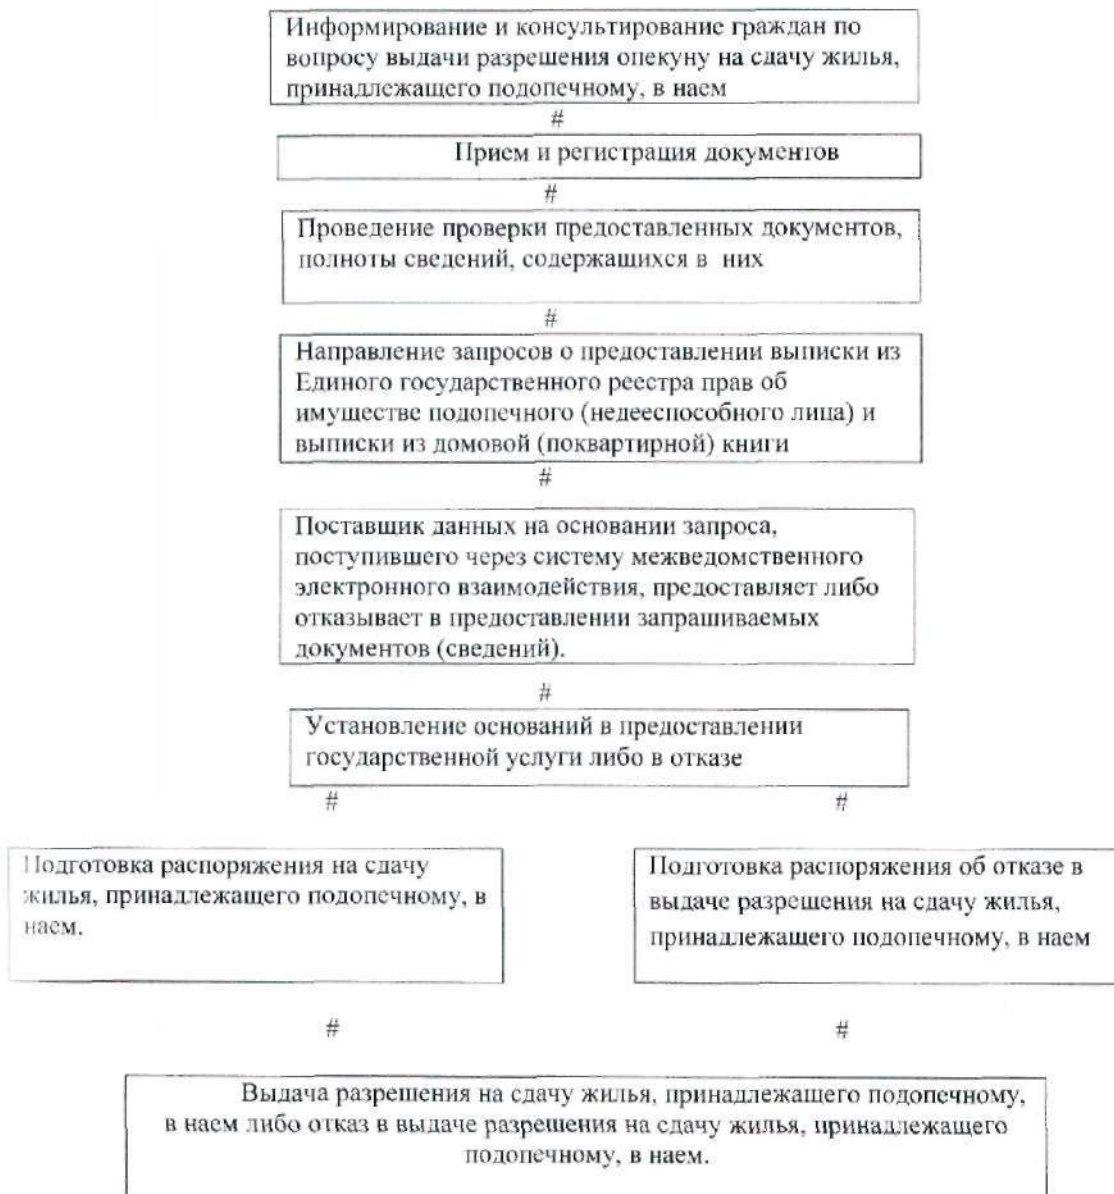 Информирование и консультирование граждан по
вопросу выдачи разрешения опекуну на сдачу жилья,
принадлежащего подопечному, в наем
#
Прием и регистрация документов
#
Проведение проверки предоставленных документов,
полноты сведений, содержащихся в них
#
Направление запросов о предоставлении выписки из
Единого государственного реестра прав об
имуществе подопечного (недееспособного лица) и
выписки из домовой (поквартирной) книги
#
Поставщик данных на основании запроса,
поступившего через систему межведомственного
электронного взаимодействия, предоставляет либо
отказывает в предоставлении запрашиваемых
документов (сведений).
#
Установление оснований в предоставлении
государственной услуги либо в отказе
# #
Подготовка распоряжения на сдачу
жилья, принадлежащего подопечному, в
наем.
Подготовка распоряжения об отказе в
выдаче разрешения на сдачу жилья,
принадлежащего подопечному, в наем
# #
Выдача разрешения на сдачу жилья, принадлежащего подопечному,
в наем либо отказ в выдаче разрешения на сдачу жилья, принадлежащего
подопечному, в наем.